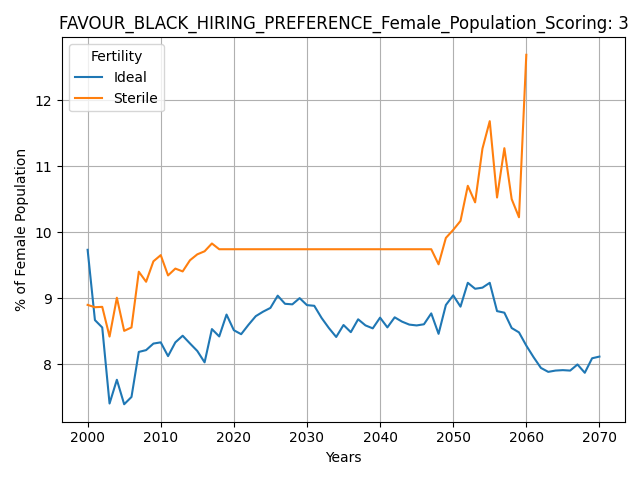 FAVOUR_BLACK_HIRING_PREFERENCE_Female_Population_Scoring: 3
Fertility
Ideal
Sterile
% of Female Population
12
11
10
9
8
2000 2010 2020 2030 2040 2050 2060 2070
Years